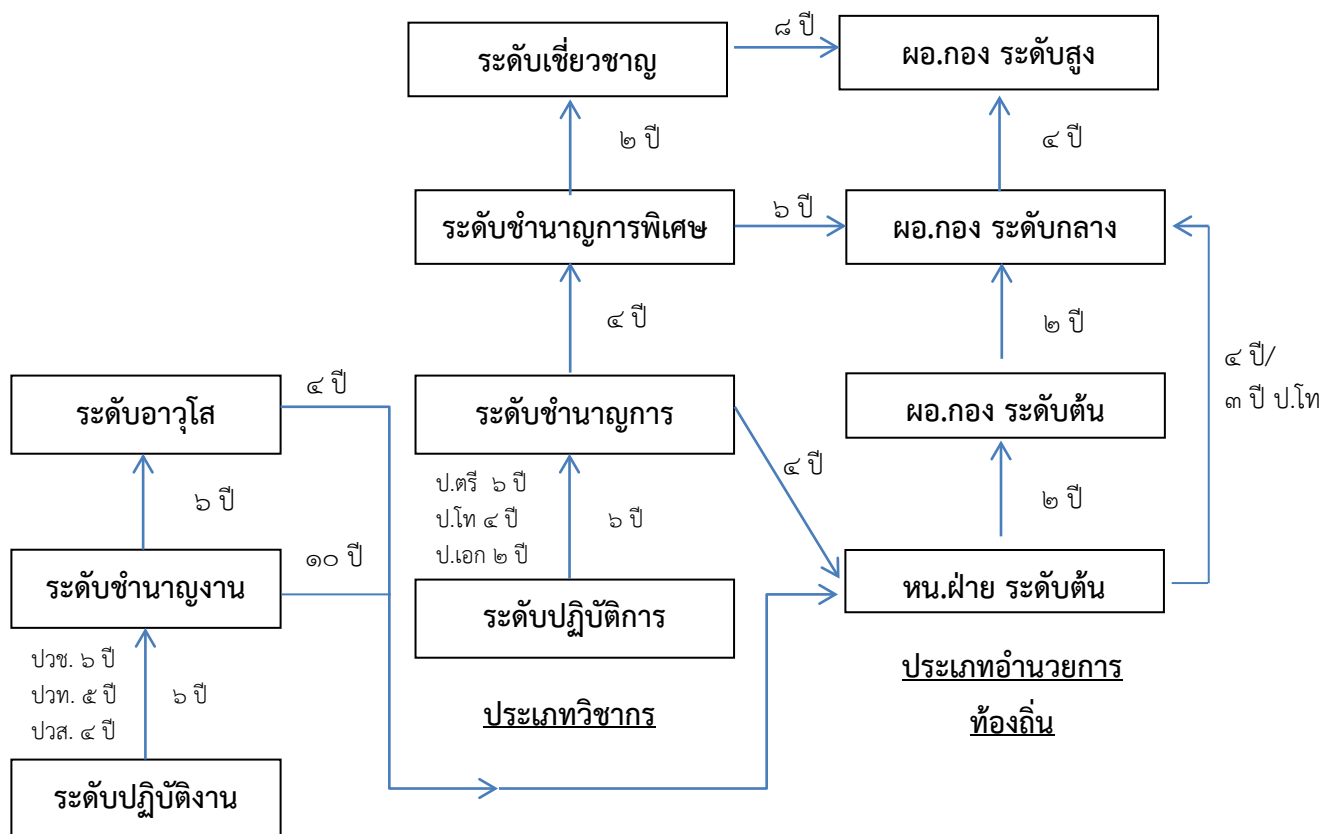 ระดับเชี่ยวชาญ
๘ ปี
ผอ.กอง ระดับสูง
๒ ปี
๔ ปี
ระดับชำนาญการพิเศษ
๖ ปี
ผอ.กอง ระดับกลาง
๔ ปี
๒ ปี
๔ ปี/
๓ ปี ป.โท
ระดับอาวุโส
๔ ปี
ระดับชำนาญการ
ผอ.กอง ระดับต้น
๖ ปี
ป.ตรี ๖ ปี
ป.โท ๔ ปี
ป.เอก ๒ ปี
๖ ปี
๔ ปี
๒ ปี
ระดับชำนาญงาน
๑๐ ปี
ระดับปฏิบัติการ
หน.ฝ่าย ระดับต้น
ปวช. ๖ ปี
ปวท. ๕ ปี
ปวส. ๔ ปี
๖ ปี
ประเภทวิชาการ
ประเภทอำนวยการ
ท้องถิ่น
ระดับปฏิบัติงาน